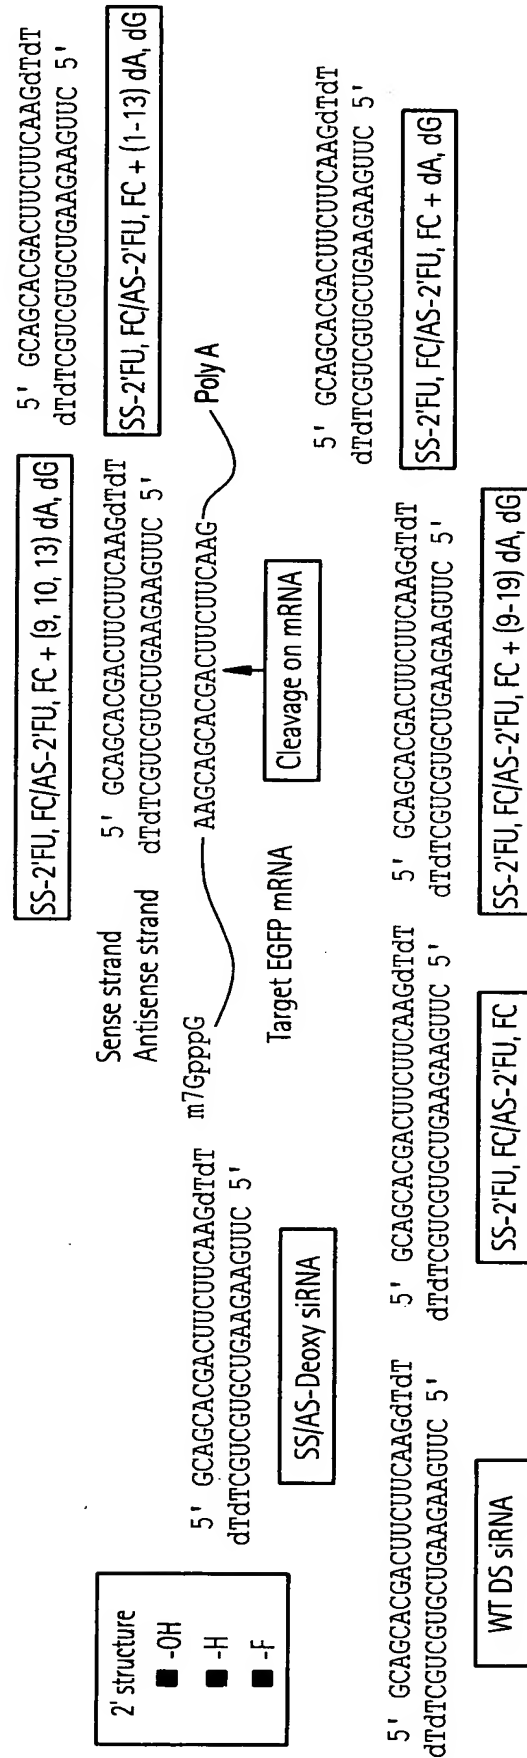 2' structure
-OH
-H
-F
5' GCAGCACGACUUCUUCAAGdTdT
dTdTCGUCGUGCUGAAGAAGUUC 5'
SS/AS-Deoxy siRNA
Sense strand
Antisense strand
SS-2'FU, FC/AS-2'FU, FC + (9, 10, 13) dA, dG
5' GCAGCACGACUUCUUCAAGdTdT
dTdTCGUCGUGCUGAAGAAGUUC 5'
5' GCAGCACGACUUCUUCAAGdTdT
dTdTCGUCGUGCUGAAGAAGUUC 5'
SS-2'FU, FC/AS-2'FU, FC + (1-13) dA, dG
m7GpppG
AAGCAGCACGACUUCUUCAAG
Poly A
Target EGFP mRNA
Cleavage on mRNA
5' GCAGCACGACUUCUUCAAGdTdT
dTdTCGUCGUGCUGAAGAAGUUC 5'
WT DS siRNA
5' GCAGCACGACUUCUUCAAGdTdT
dTdTCGUCGUGCUGAAGAAGUUC 5'
SS-2'FU, FC/AS-2'FU, FC
5' GCAGCACGACUUCUUCAAGdTdT
dTdTCGUCGUGCUGAAGAAGUUC 5'
SS-2'FU, FC/AS-2'FU, FC + (9-19) dA, dG
5' GCAGCACGACUUCUUCAAGdTdT
dTdTCGUCGUGCUGAAGAAGUUC 5'
SS-2'FU, FC/AS-2'FU, FC + dA, dG